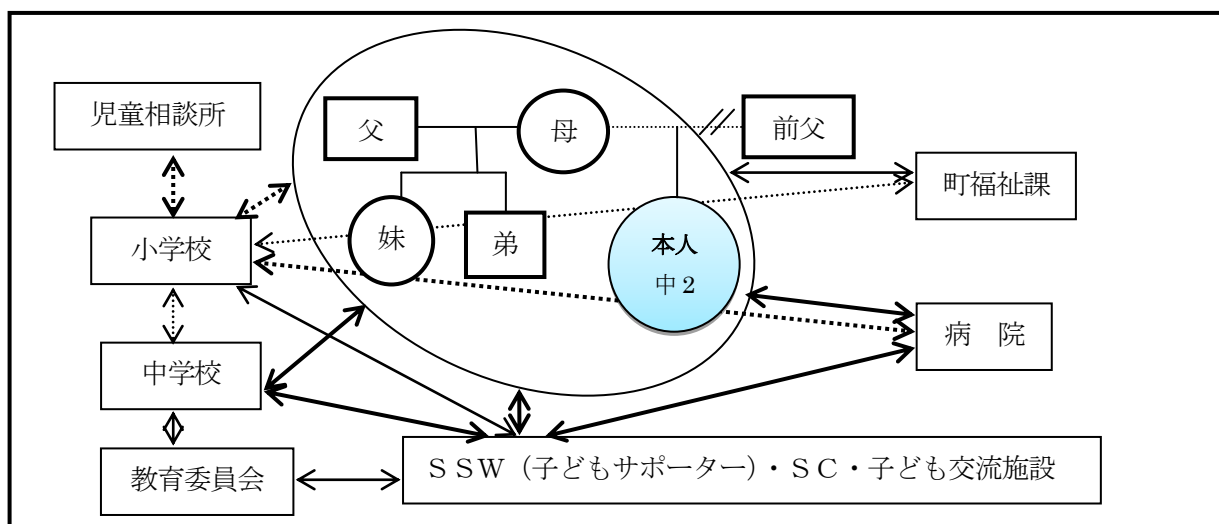 児童相談所
父
母
前父
町福祉課
小学校
妹
弟
本人
中２
病　院
中学校
教育委員会
ＳＳＷ（子どもサポーター）・ＳＣ・子ども交流施設